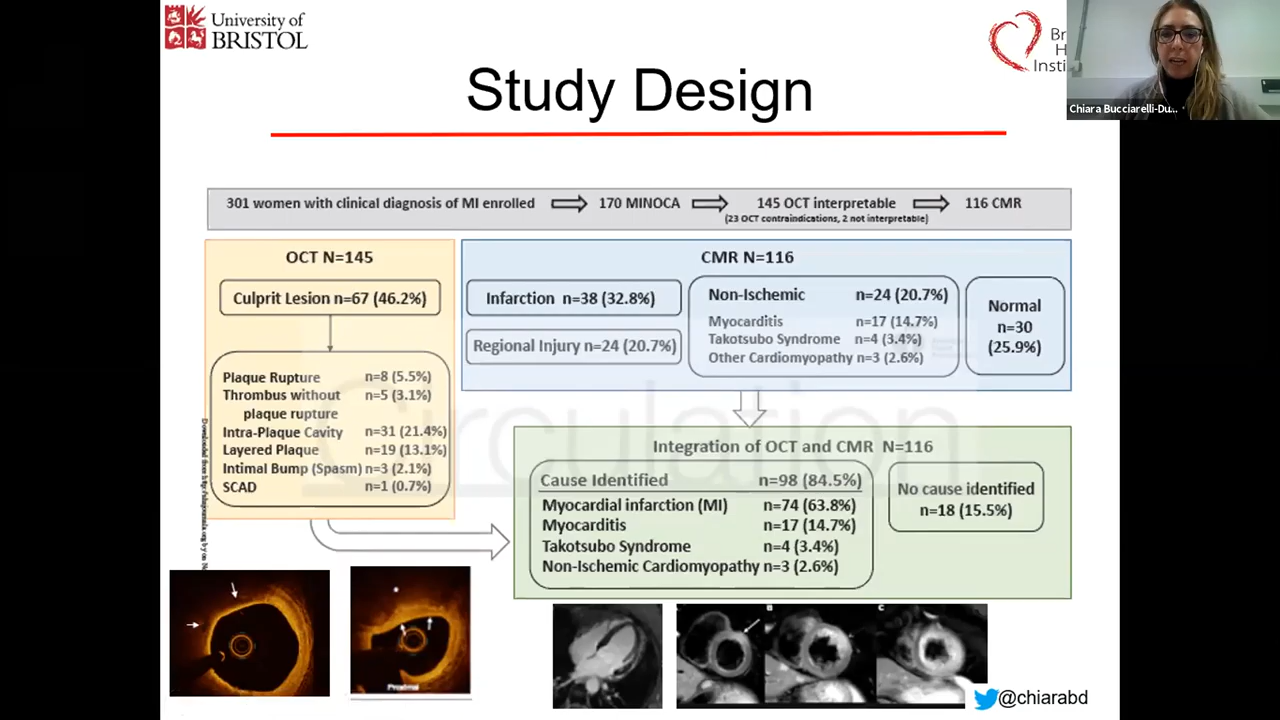 University of
BRISTOL
Br
H
Insti
Chiara Bucciarelli-Du...
Study Design
301 women with clinical diagnosis of MI enrolled
170 MINOCA
145 OCT interpretable
(23 OCT contraindications, 2 not interpretable)
116 CMR
OCT N=145
Culprit Lesion n=67 (46.2%)
Plaque Rupture n=8 (5.5%)
Thrombus without n=5 (3.1%)
plaque rupture
Intra-Plaque Cavity n=31 (21.4%)
Layered Plaque n=19 (13.1%)
Intimal Bump (Spasm) n=3 (2.1%)
SCAD n=1 (0.7%)
CMR N=116
Infarction n=38 (32.8%)
Regional Injury n=24 (20.7%)
Non-Ischemic n=24 (20.7%)
Myocarditis n=17 (14.7%)
Takotsubo Syndrome n=4 (3.4%)
Other Cardiomyopathy n=3 (2.6%)
Normal
n=30
(25.9%)
Circulation
Integration of OCT and CMR N=116
Cause Identified n=98 (84.5%)
Myocardial infarction (MI) n=74 (63.8%)
Myocarditis n=17 (14.7%)
Takotsubo Syndrome n=4 (3.4%)
Non-Ischemic Cardiomyopathy n=3 (2.6%)
No cause identified
n=18 (15.5%)
Downloaded from
Proximal
B
C
@chiarabd